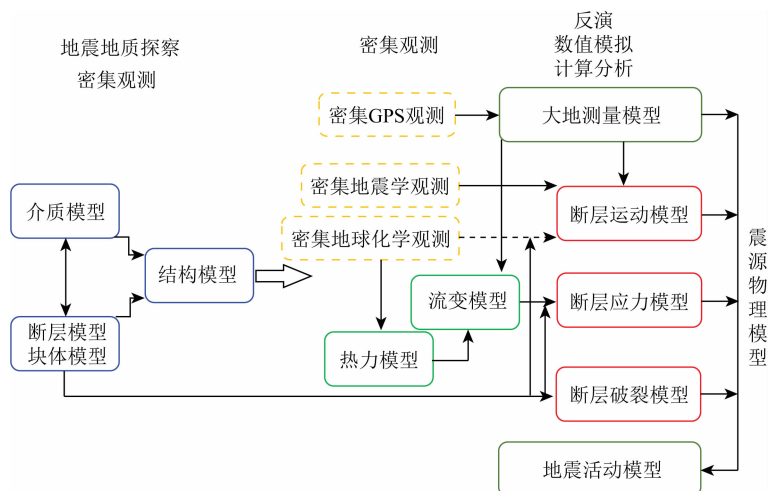 地震地质探察
密集观测
密集观测
反演
数值模拟
计算分析
密集GPS观测
大地测量模型
密集地震学观测
介质模型
断层运动模型
密集地球化学观测
结构模型
流变模型
断层应力模型
断层模型
块体模型
热力模型
断层破裂模型
地震活动模型
震源物理模型